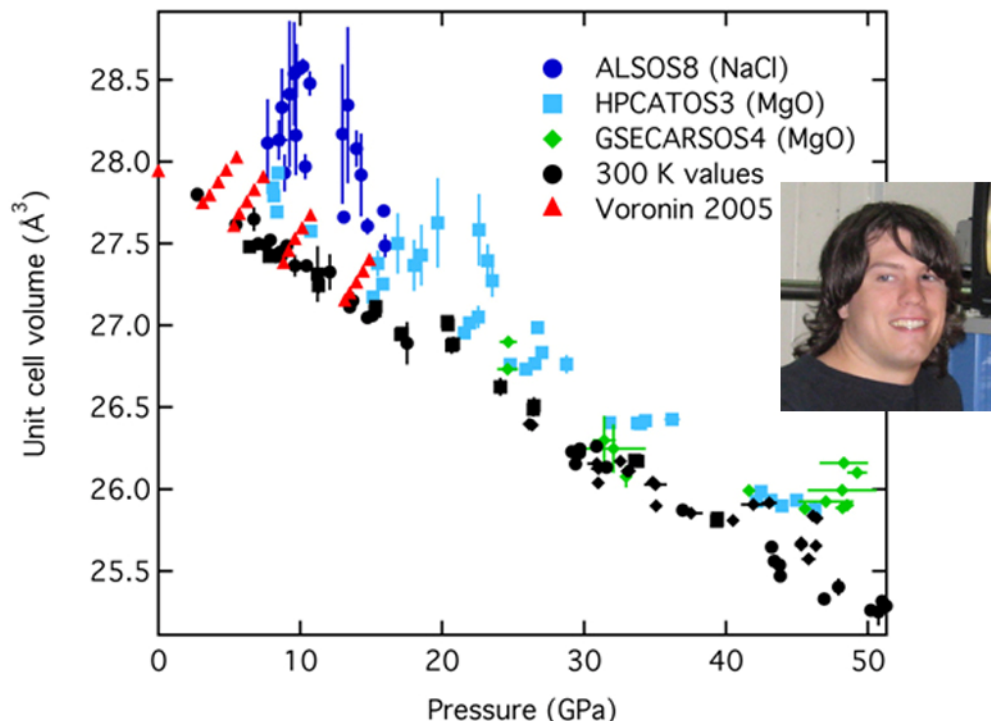 28.5
28.0
27.5
27.0
26.5
26.0
25.5
Unit cell volume (Å³)
ALSOS8 (NaCl)
HPCATOS3 (MgO)
GSECARSOS4 (MgO)
300 K values
Voronin 2005
0 10 20 30 40 50
Pressure (GPa)